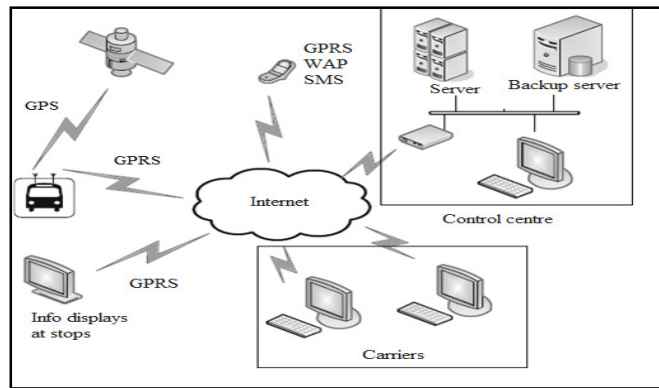 GPRS
WAP
SMS
Server
Backup server
GPS
GPRS
Internet
Control centre
GPRS
Info displays
at stops
Carriers